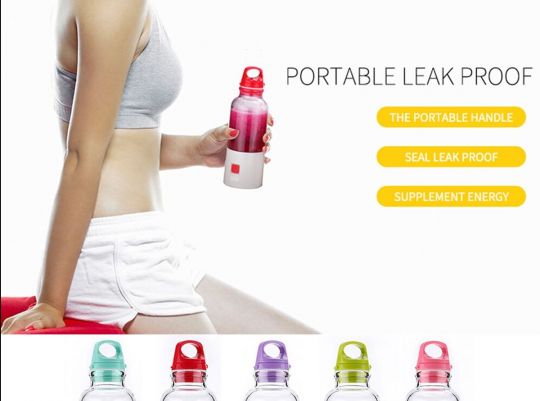 PORTABLE LEAK PROOF
THE PORTABLE HANDLE
SEAL LEAK PROOF
SUPPLEMENT ENERGY